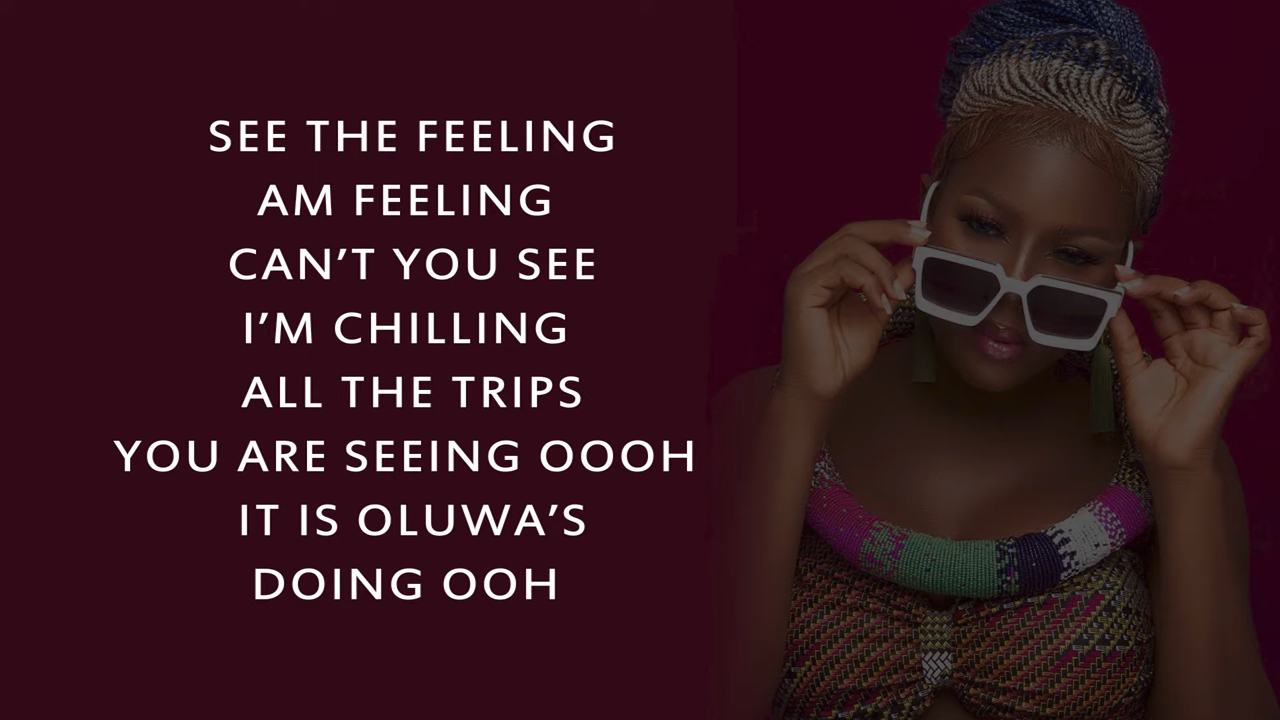 SEE THE FEELING
AM FEELING
CAN’T YOU SEE
I’M CHILLING
ALL THE TRIPS
YOU ARE SEEING OOOH
IT IS OLUWA’S
DOING OOH